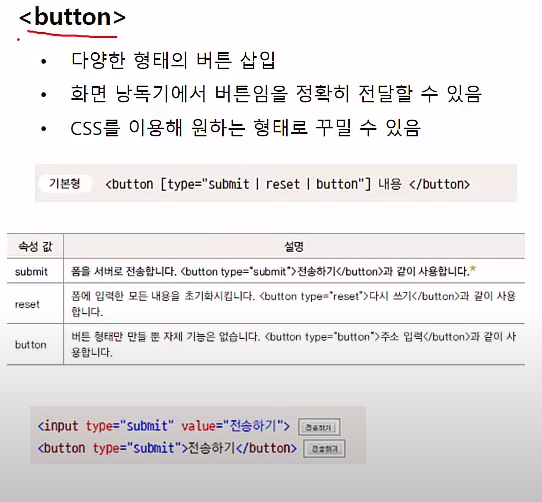 <button>
• 다양한 형태의 버튼 삽입
• 화면 낭독기에서 버튼임을 정확히 전달할 수 있음
• CSS를 이용해 원하는 형태로 꾸밀 수 있음
기본형 <button [type="submit | reset | button"] 내용 </button>
속성 값 설명
submit 폼을 서버로 전송합니다. <button type="submit">전송하기</button>과 같이 사용합니다.*
reset 폼에 입력한 모든 내용을 초기화시킵니다. <button type="reset">다시 쓰기</button>과 같이 사용
합니다.
button 버튼 형태만 만들 뿐 자체 기능은 없습니다. <button type="button">주소 입력</button>과 같이 사
용합니다.
<input type="submit" value="전송하기"> 전송하기
<button type="submit">전송하기</button> 전송하기